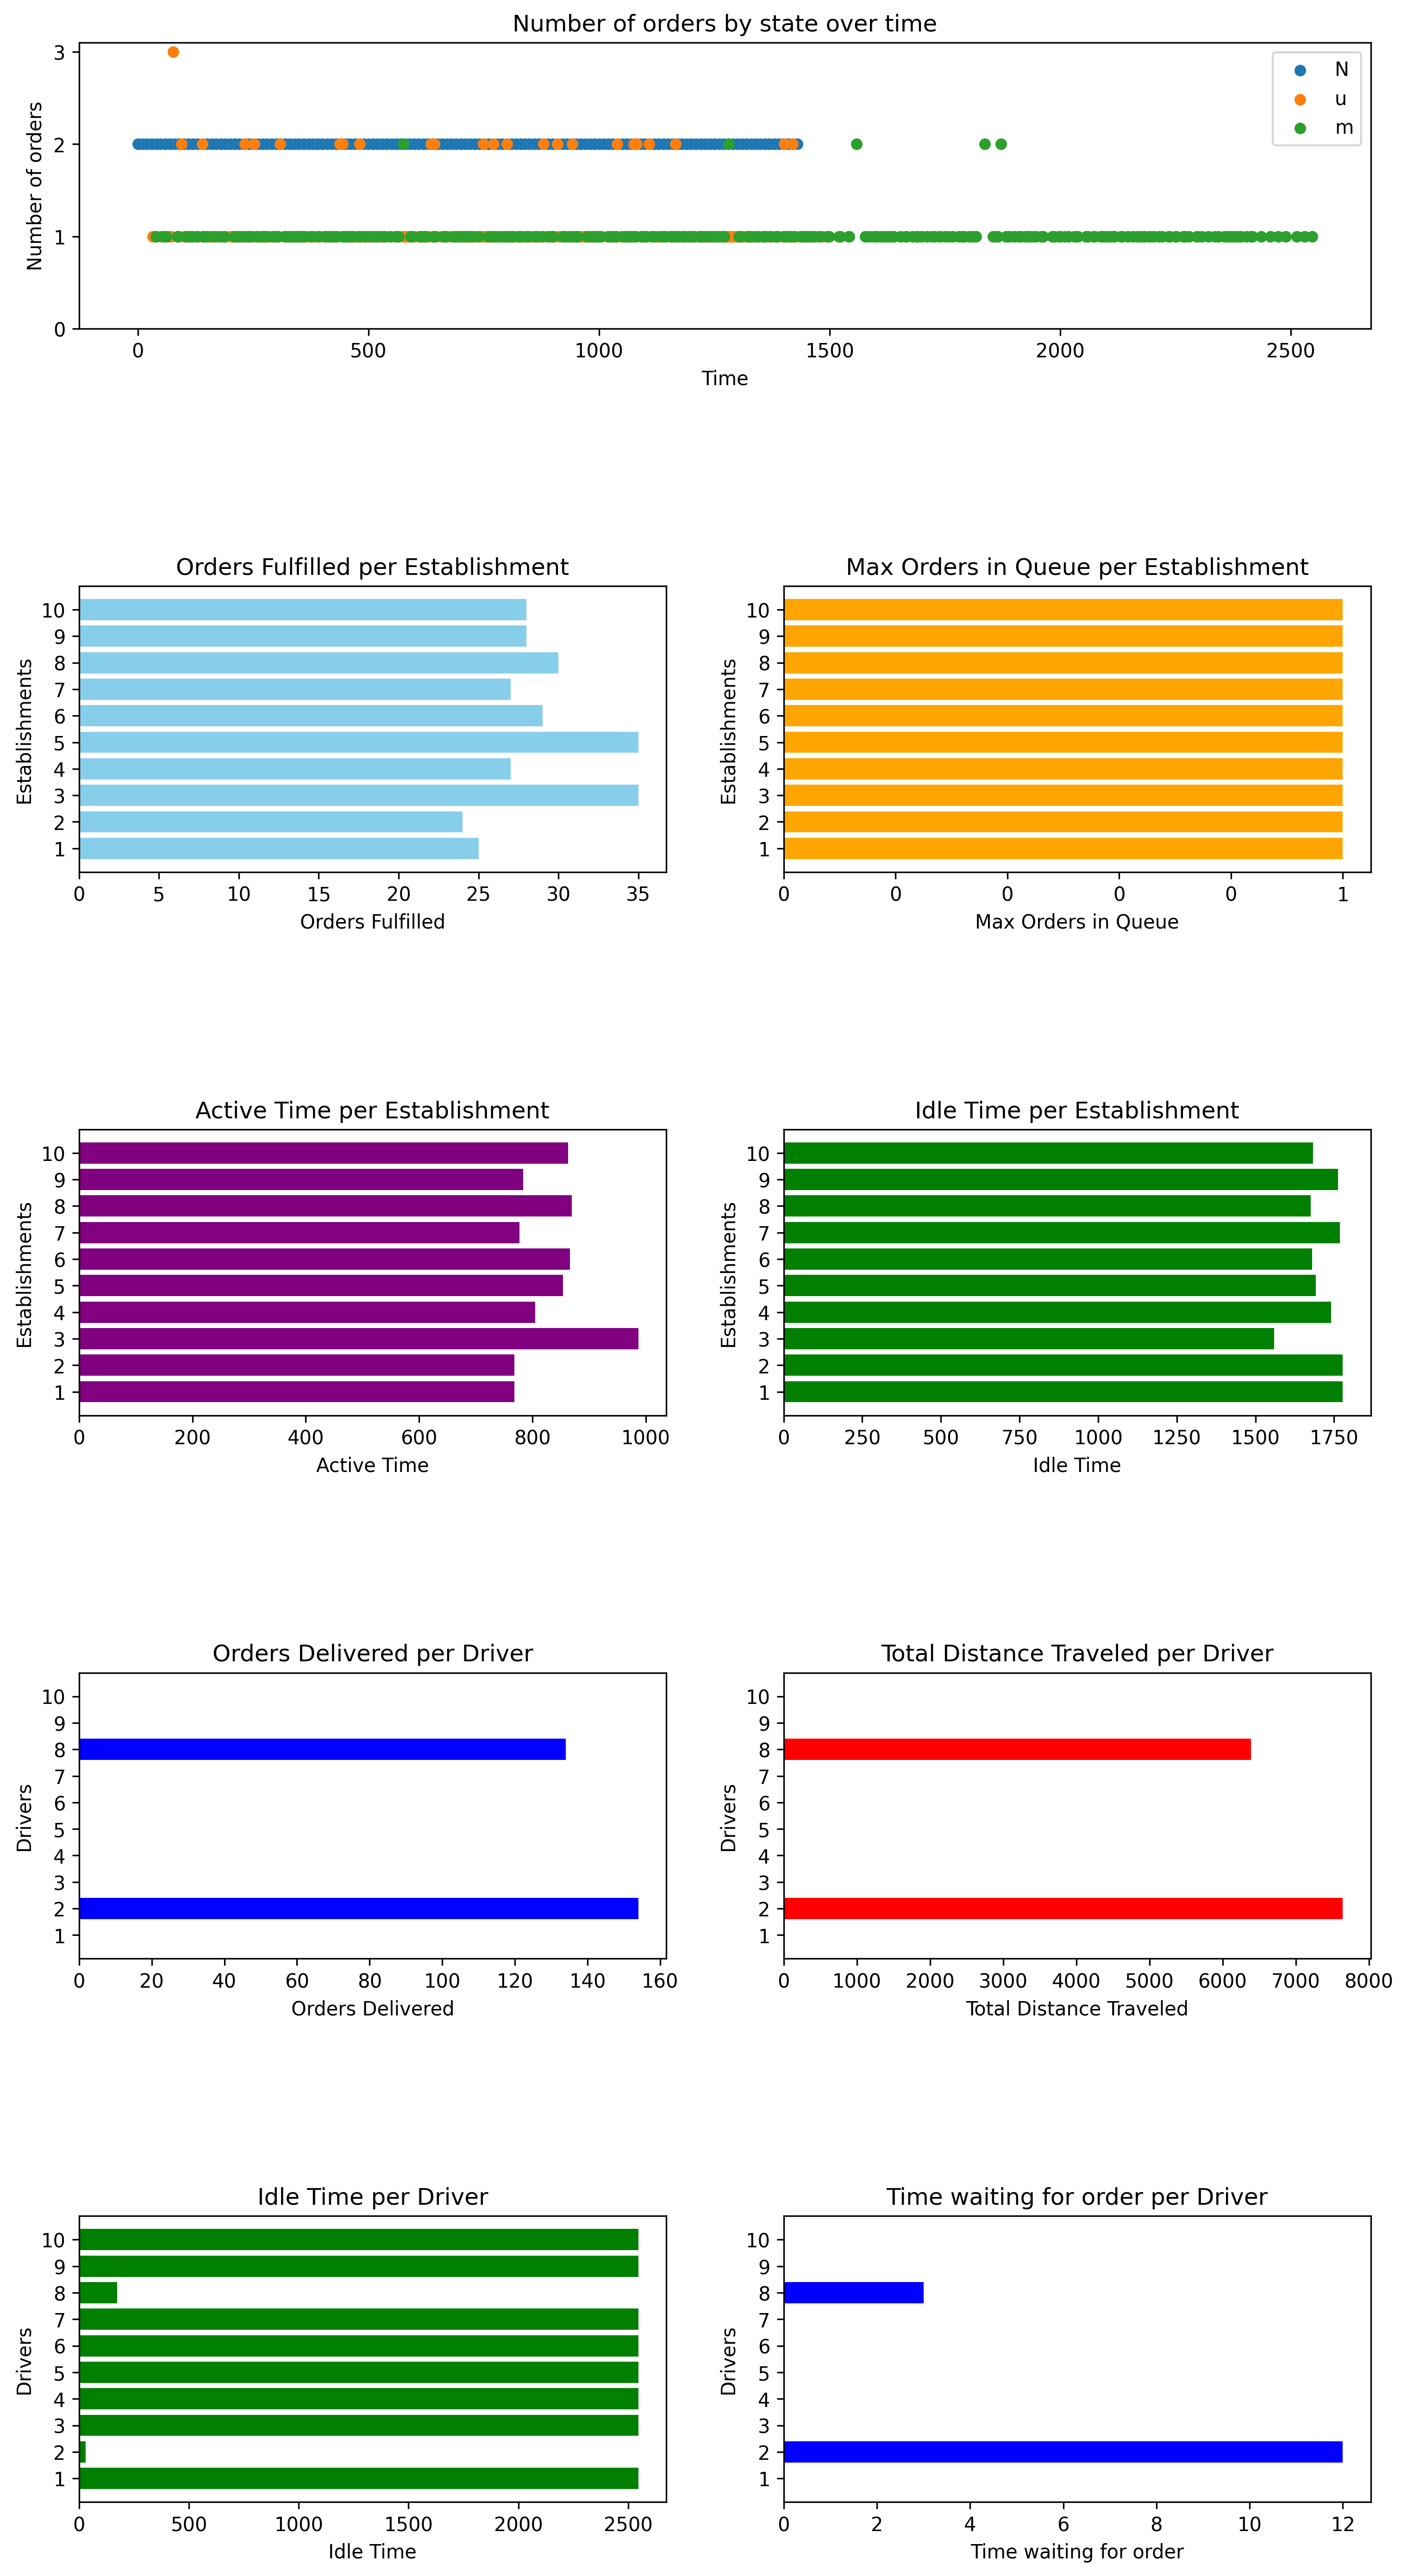 Number of orders by state over time
Number of orders
3
2
1
0
N
u
m
0 500 1000 1500 2000 2500
Time
Orders Fulfilled per Establishment
Establishments
10
9
8
7
6
5
4
3
2
1
0 5 10 15 20 25 30 35
Orders Fulfilled
Max Orders in Queue per Establishment
Establishments
10
9
8
7
6
5
4
3
2
1
0 0 0 0 0 1
Max Orders in Queue
Active Time per Establishment
Establishments
10
9
8
7
6
5
4
3
2
1
0 200 400 600 800 1000
Active Time
Idle Time per Establishment
Establishments
10
9
8
7
6
5
4
3
2
1
0 250 500 750 1000 1250 1500 1750
Idle Time
Orders Delivered per Driver
Drivers
10
9
8
7
6
5
4
3
2
1
0 20 40 60 80 100 120 140 160
Orders Delivered
Total Distance Traveled per Driver
Drivers
10
9
8
7
6
5
4
3
2
1
0 1000 2000 3000 4000 5000 6000 7000 8000
Total Distance Traveled
Idle Time per Driver
Drivers
10
9
8
7
6
5
4
3
2
1
0 500 1000 1500 2000 2500
Idle Time
Time waiting for order per Driver
Drivers
10
9
8
7
6
5
4
3
2
1
0 2 4 6 8 10 12
Time waiting for order